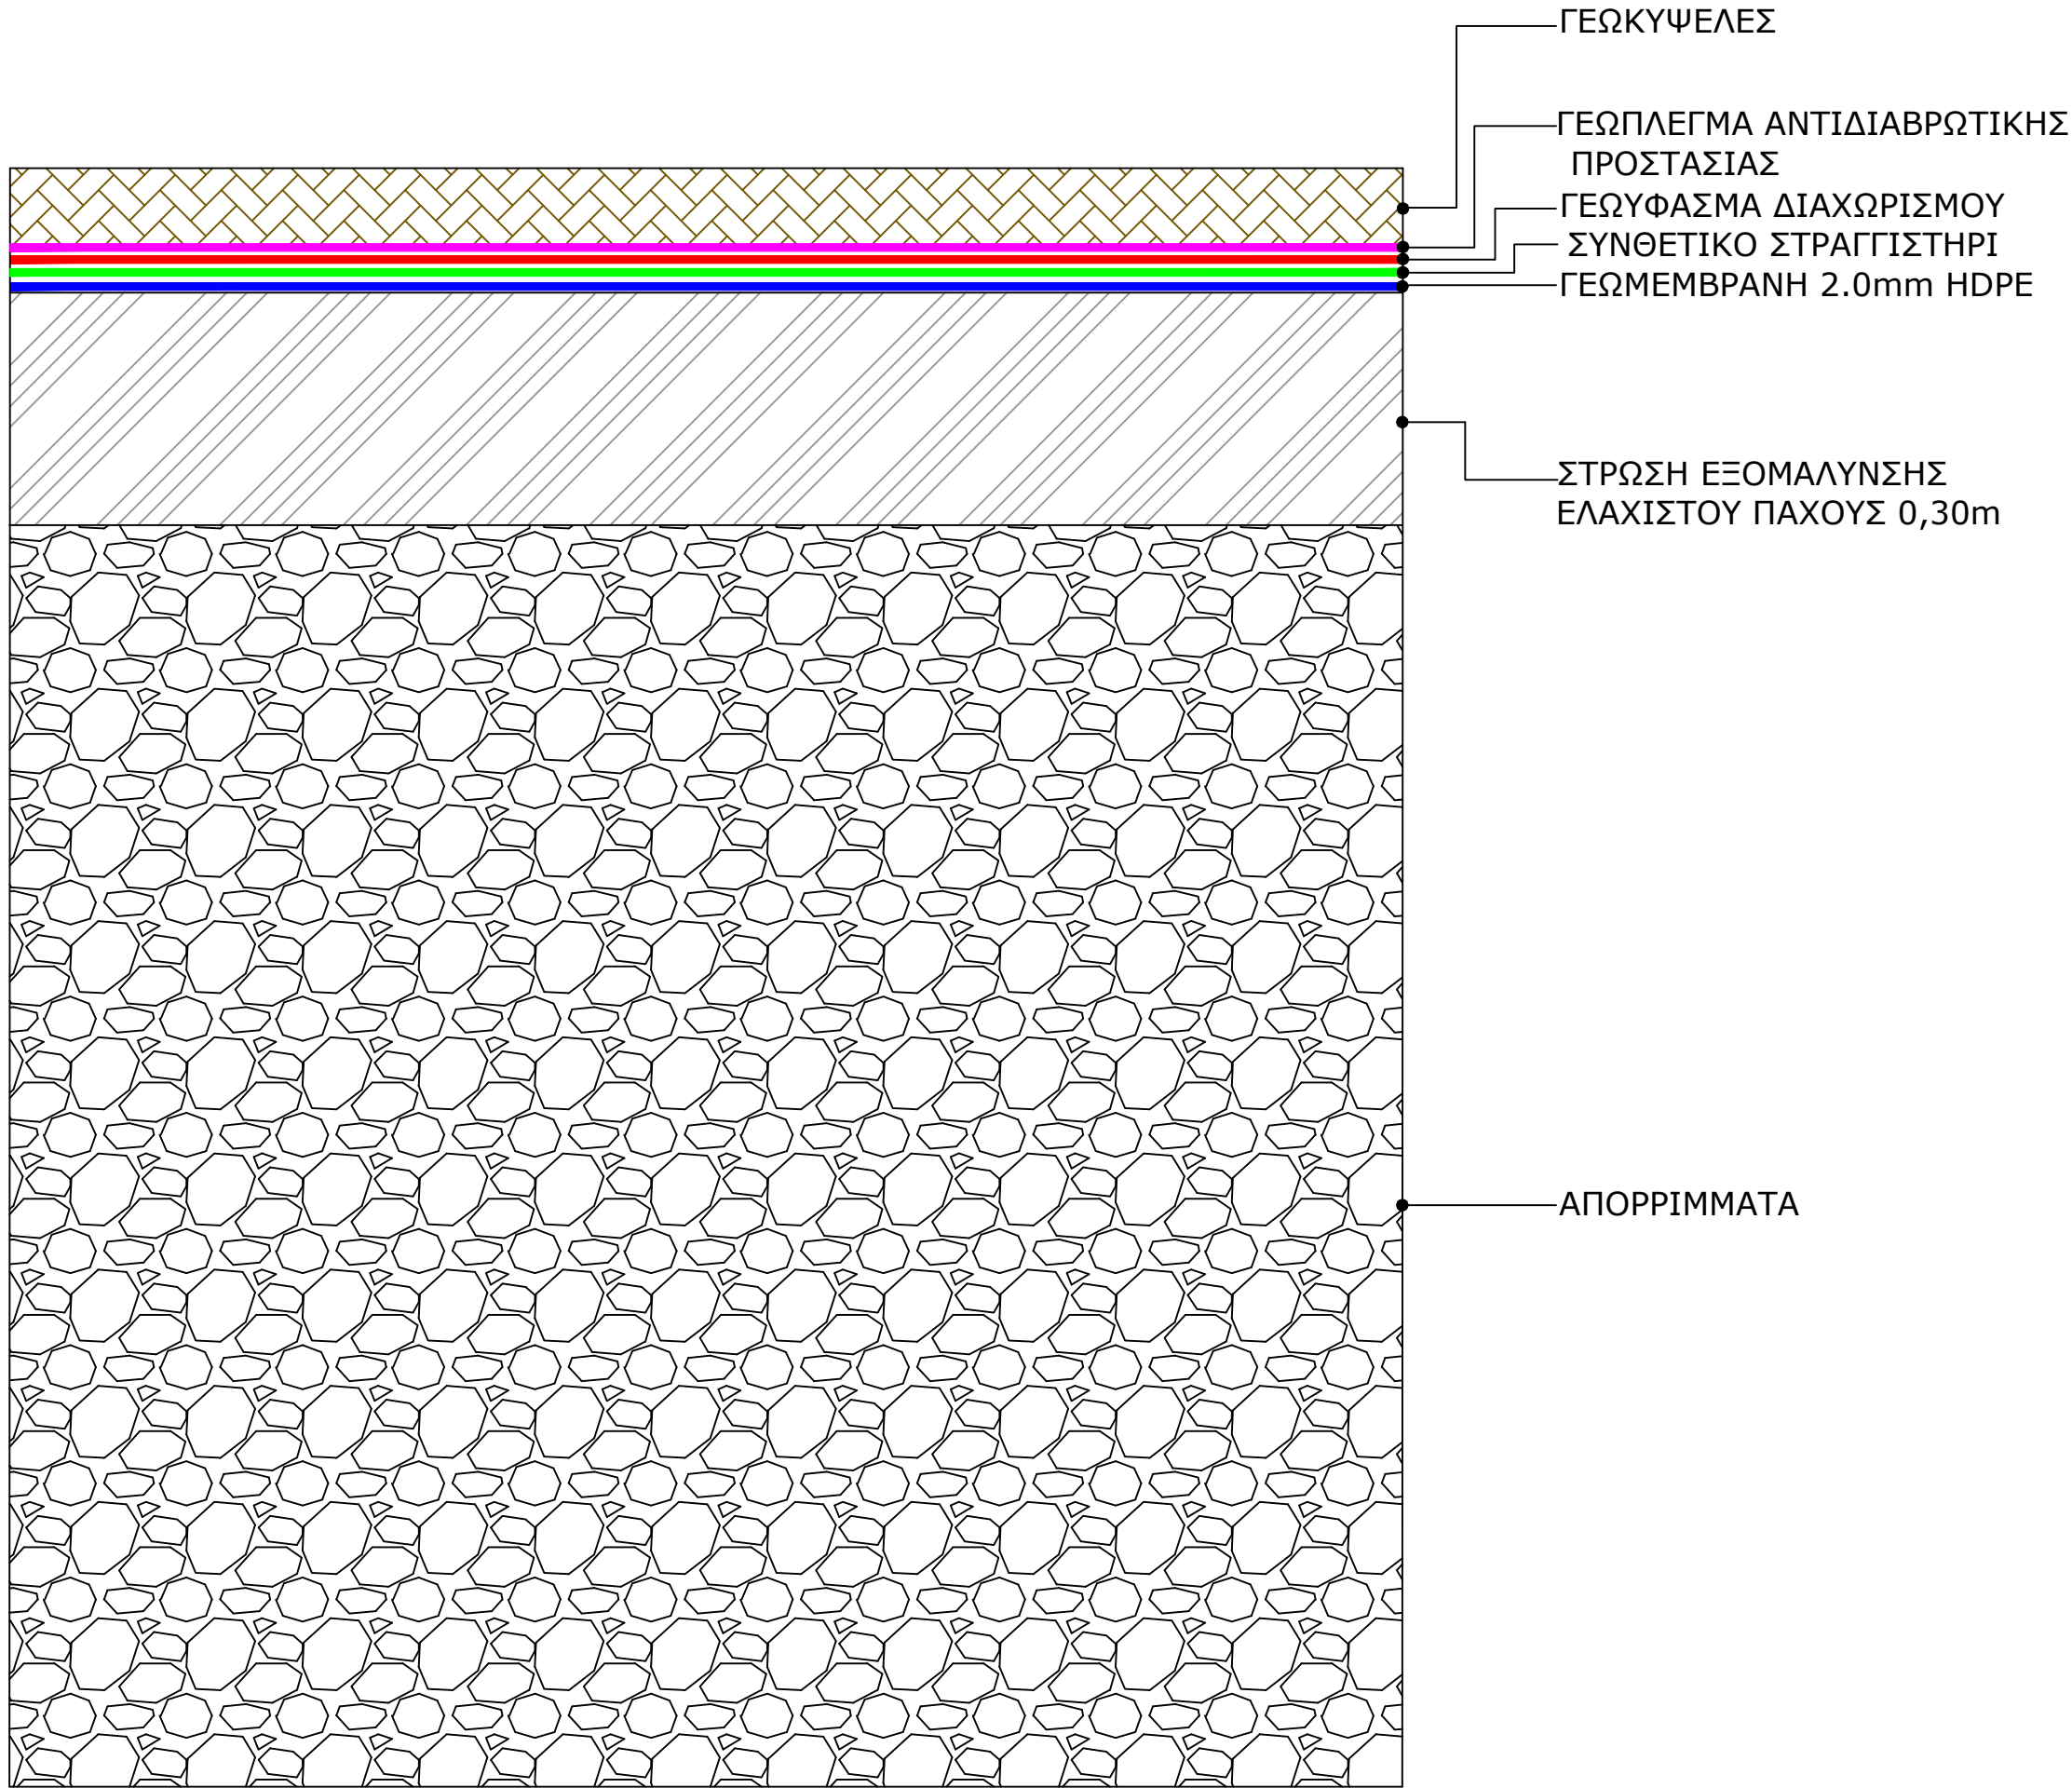 ΓΕΩΚΥΨΕΛΕΣ
ΓΕΩΠΛΕΓΜΑ ΑΝΤΙΔΙΑΒΡΩΤΙΚΗΣ
ΠΡΟΣΤΑΣΙΑΣ
ΓΕΩΥΦΑΣΜΑ ΔΙΑΧΩΡΙΣΜΟΥ
ΣΥΝΘΕΤΙΚΟ ΣΤΡΑΓΓΙΣΤΗΡΙ
ΓΕΩΜΕΜΒΡΑΝΗ 2.0mm HDPE
ΣΤΡΩΣΗ ΕΞΟΜΑΛΥΝΣΗΣ
ΕΛΑΧΙΣΤΟΥ ΠΑΧΟΥΣ 0,30m
ΑΠΟΡΡΙΜΜΑΤΑ